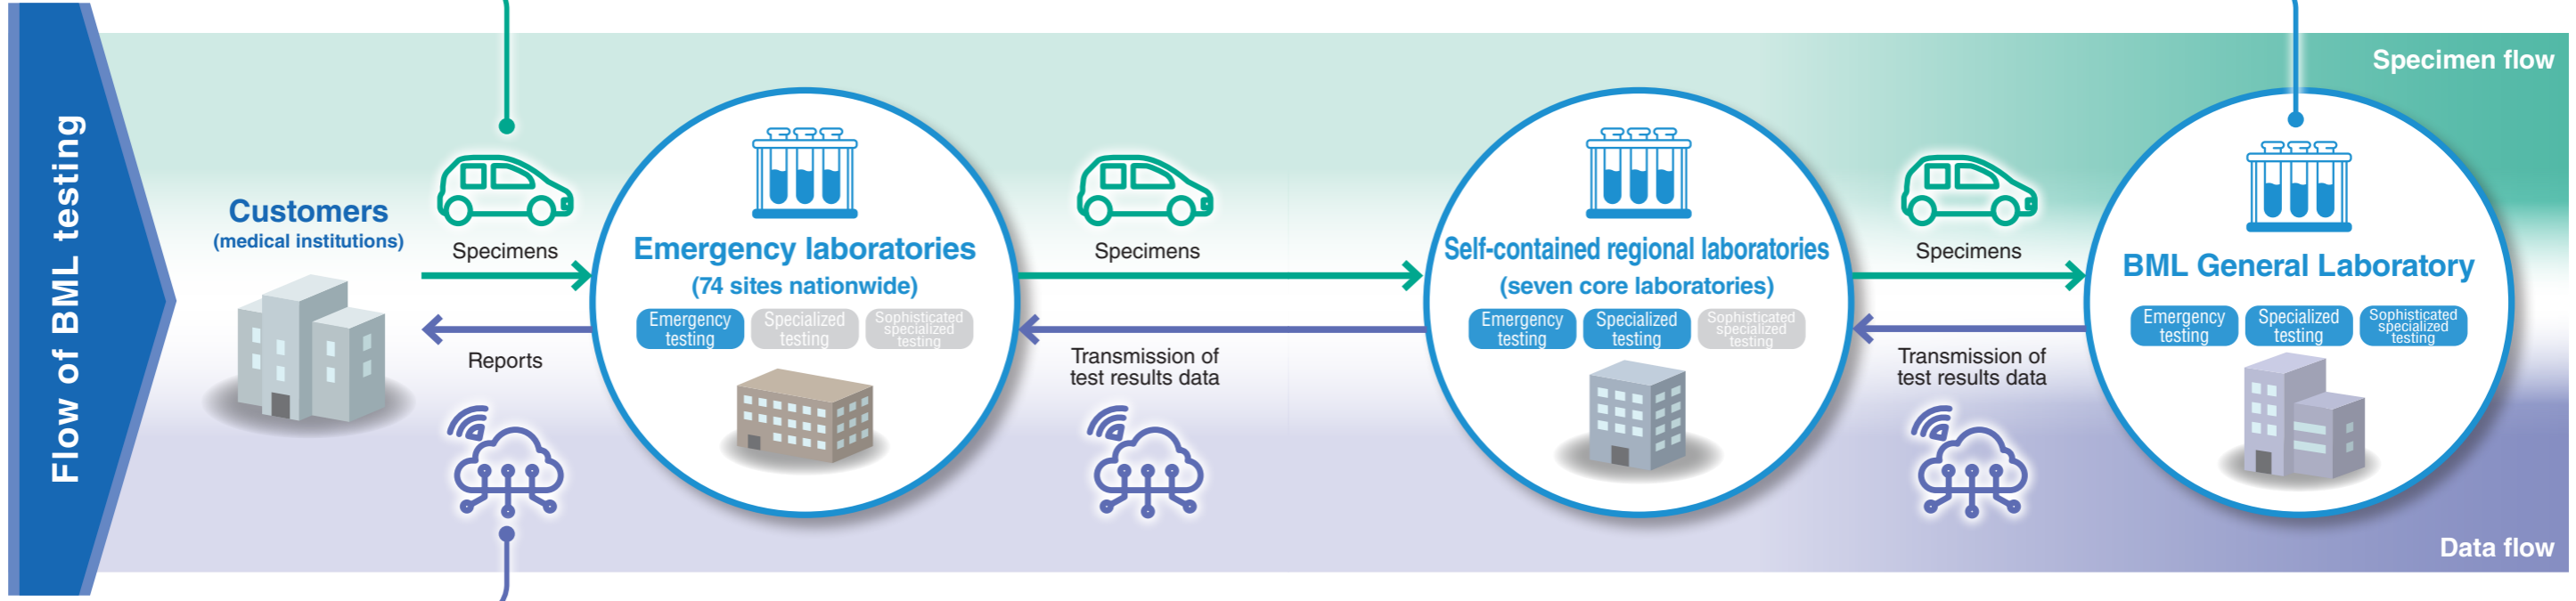 Flow of BML testing
Specimen flow
Customers
(medical institutions)
Specimens
Reports
Emergency laboratories
(74 sites nationwide)
Emergency
testing
Specialized
testing
Sophisticated
specialized
testing
Specimens
Transmission of
test results data
Self-contained regional laboratories
(seven core laboratories)
Emergency
testing
Specialized
testing
Sophisticated
specialized
testing
Specimens
Transmission of
test results data
BML General Laboratory
Emergency
testing
Specialized
testing
Sophisticated
specialized
testing
Data flow